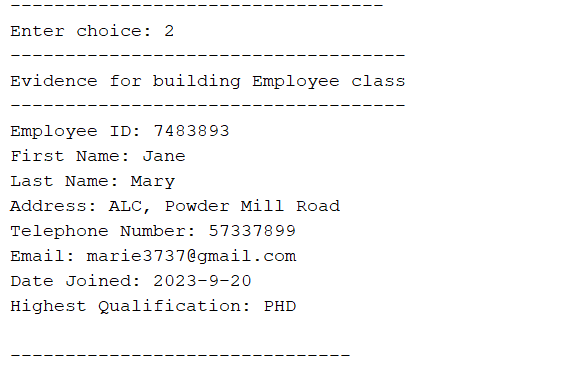 ----------------------------------
Enter choice: 2
------------------------------------
Evidence for building Employee class
------------------------------------
Employee ID: 7483893
First Name: Jane
Last Name: Mary
Address: ALC, Powder Mill Road
Telephone Number: 57337899
Email: marie3737@gmail.com
Date Joined: 2023-9-20
Highest Qualification: PHD
-------------------------------